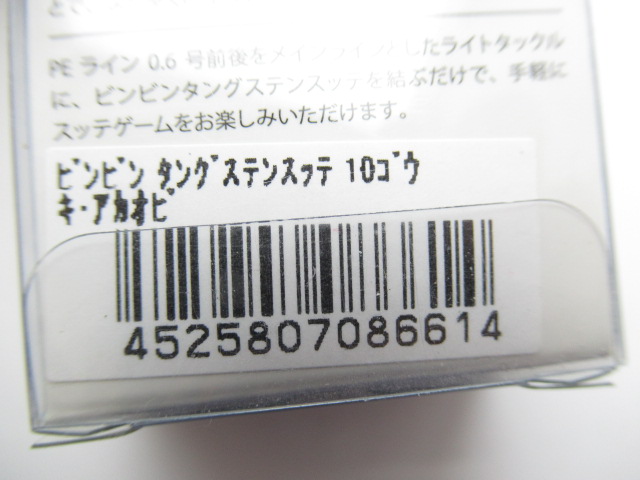 PE ライン 0.6 号前後をメインラインとしたライトタックル
に、ビンビンタングステンスッテを結ぶだけで、手軽に
スッテゲームをお楽しみいただけます。
ﾋﾞﾝﾋﾞﾝ ﾀﾝｸﾞｽﾃﾝｽｯﾃ 10ｺﾞｳ
ｷ･ｱｶｵﾋﾞ
4525807086614